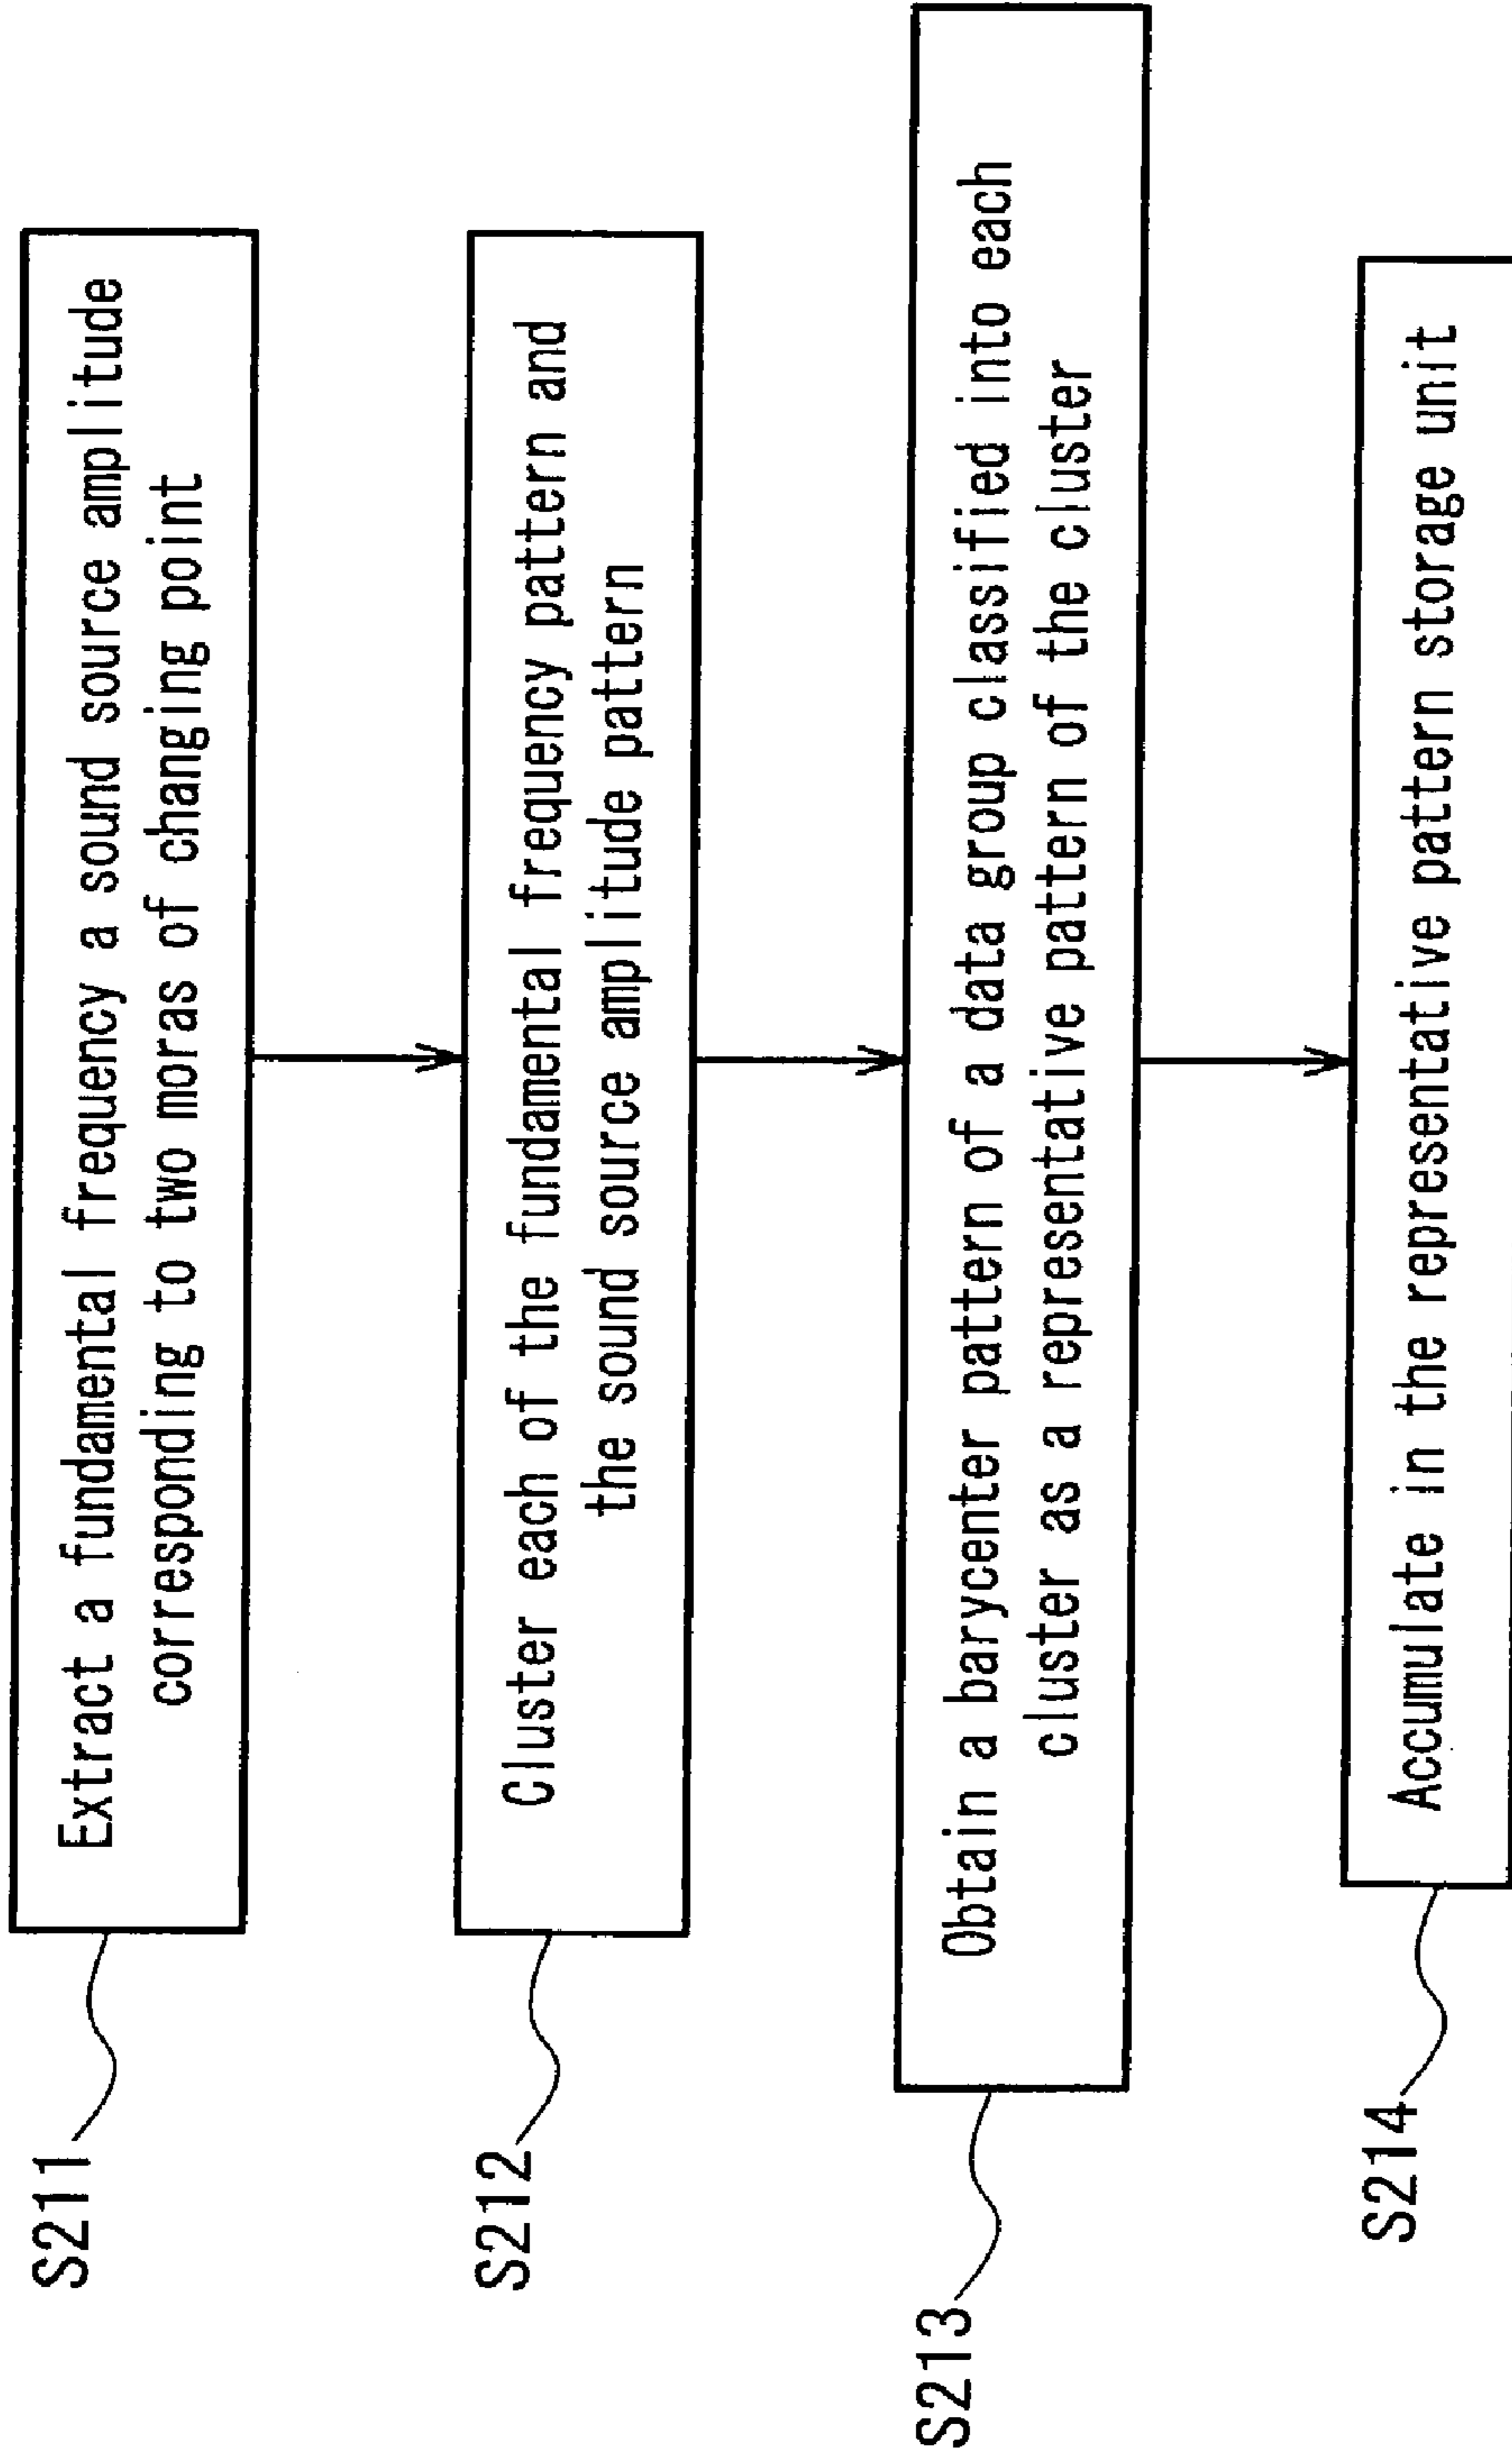 S211
Extract a fundamental frequency a sound source amplitude
corresponding to two moras of changing point
S212
Cluster each of the fundamental frequency pattern and
the sound source amplitude pattern
S213
Obtain a barycenter pattern of a data group classified into each
cluster as a representative pattern of the cluster
S214
Accumulate in the representative pattern storage unit